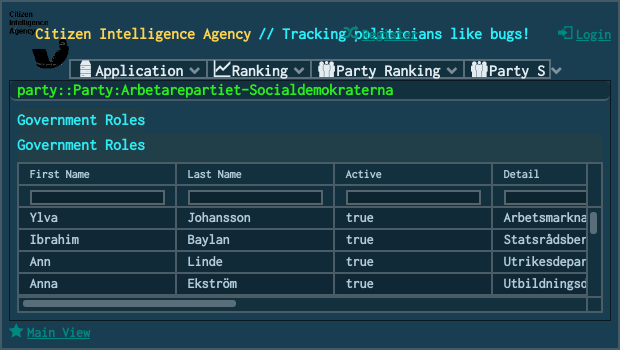 Citizen
Intelligence
Agency
Citizen Intelligence Agency // Tracking politicians like bugs!
Register
Login
Application
Ranking
Party Ranking
Party S
party::Party:Arbetarepartiet-Socialdemokraterna
Government Roles
Government Roles
First Name Last Name Active Detail
Ylva Johansson true Arbetsmarkna
Ibrahim Baylan true Statsrådsber
Ann Linde true Utrikesdepar
Anna Ekström true Utbildningsd
Main View